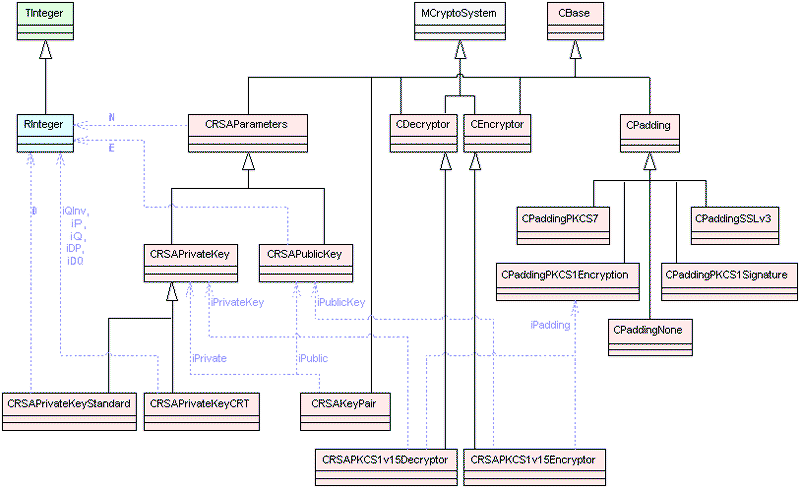 TInteger
MCryptoSystem
CBase
RInteger
N
CRSAParameters
CDecryptor
CEncryptor
CPadding
E
iQInv,
iP,
iQ,
iDP,
iDQ
CPaddingPKCS7
CPaddingSSLv3
CRSAPrivateKey
CRSAPublicKey
CPaddingPKCS1Encryption
CPaddingPKCS1Signature
iPrivateKey
iPublicKey
iPadding
CPaddingNone
iPrivate
iPublic
CRSAPrivateKeyStandard
CRSAPrivateKeyCRT
CRSAKeyPair
CRSAPKCS1v15Decryptor
CRSAPKCS1v15Encryptor